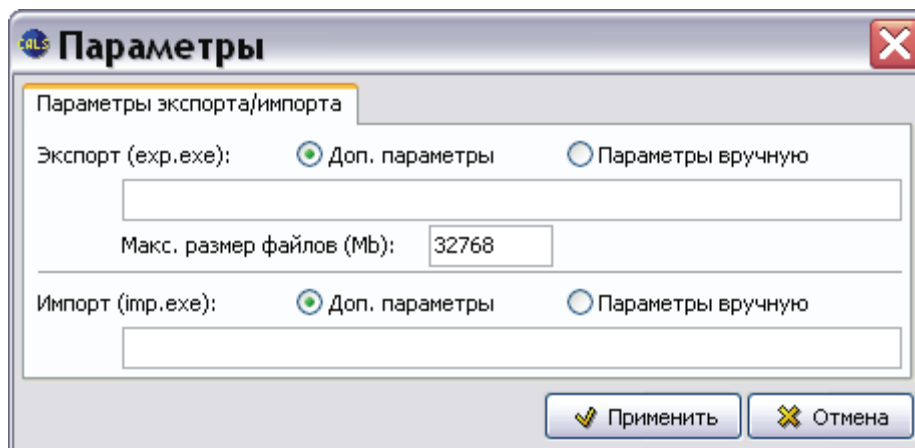 CALS Параметры
Параметры экспорта/импорта
Экспорт (exp.exe): Доп. параметры Параметры вручную
Макс. размер файлов (Mb): 32768
Импорт (imp.exe): Доп. параметры Параметры вручную
Применить Отмена